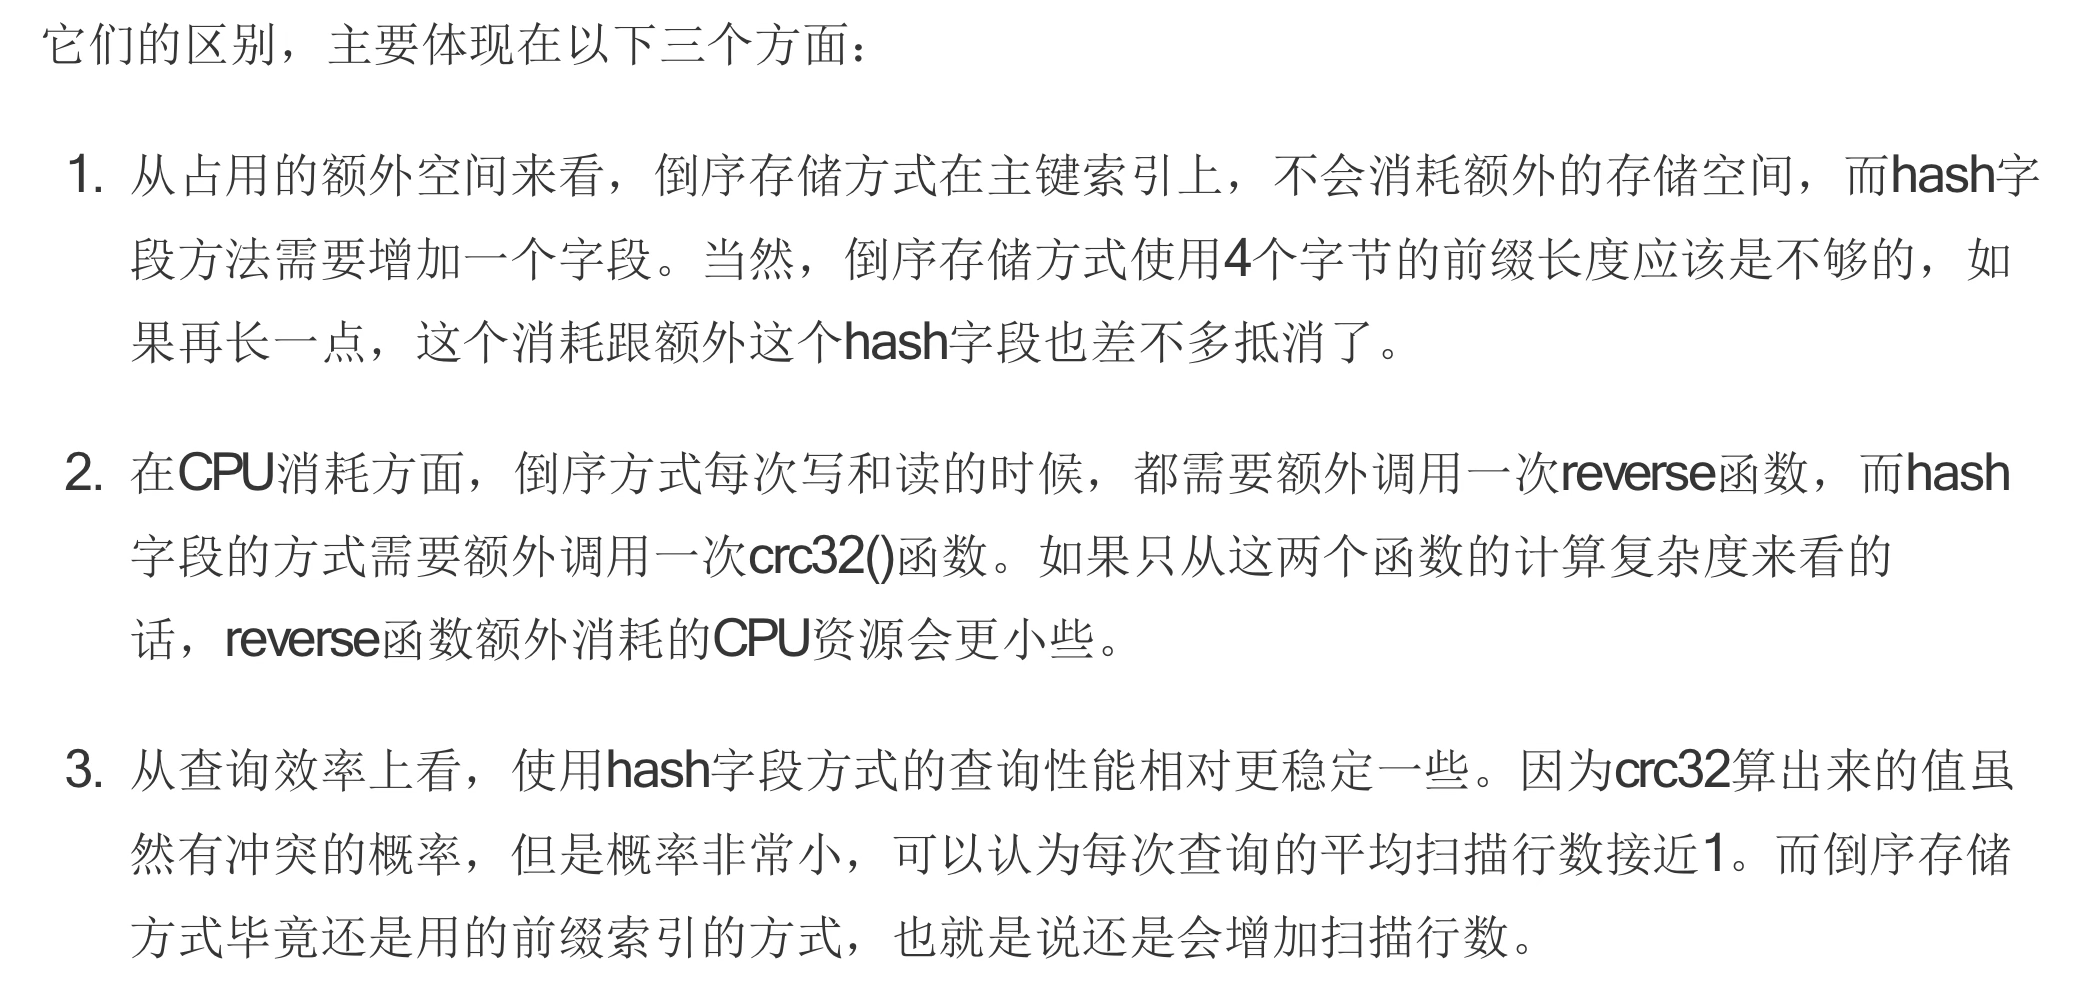 它们的区别，主要体现在以下三个方面：
1. 从占用的额外空间来看，倒序存储方式在主键索引上，不会消耗额外的存储空间，而hash字
段方法需要增加一个字段。当然，倒序存储方式使用4个字节的前缀长度应该是不够的，如
果再长一点，这个消耗跟额外这个hash字段也差不多抵消了。
2. 在CPU消耗方面，倒序方式每次写和读的时候，都需要额外调用一次reverse函数，而hash
字段的方式需要额外调用一次crc32()函数。如果只从这两个函数的计算复杂度来看的
话，reverse函数额外消耗的CPU资源会更小些。
3. 从查询效率上看，使用hash字段方式的查询性能相对更稳定一些。因为crc32算出来的值虽
然有冲突的概率，但是概率非常小，可以认为每次查询的平均扫描行数接近1。而倒序存储
方式毕竟还是用的前缀索引的方式，也就是说还是会增加扫描行数。